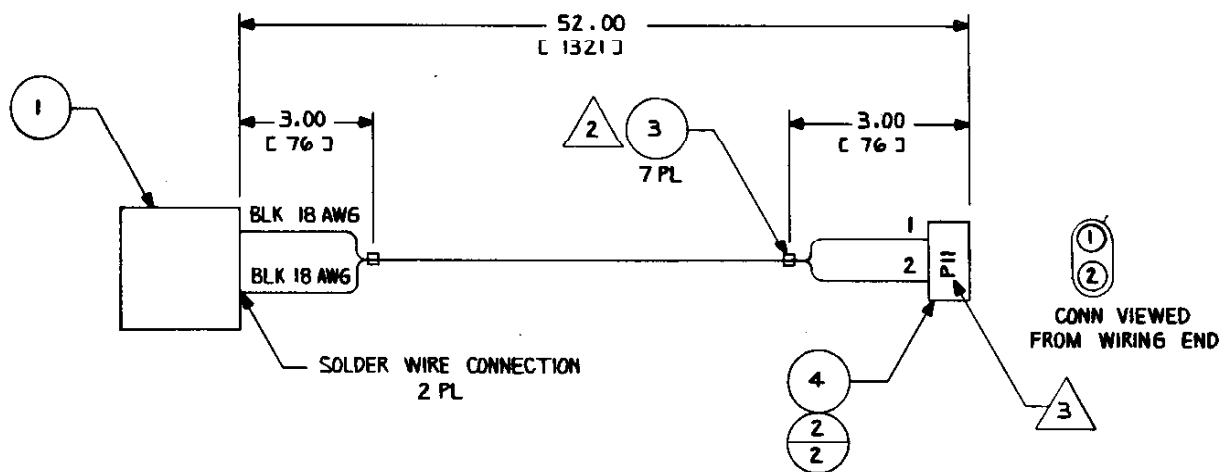 52.00
[ 1321 ]
1
3.00
[ 76 ]
2
3
7 PL
3.00
[ 76 ]
BLK 18 AWG
BLK 18 AWG
1
2
P11
1
2
CONN VIEWED
FROM WIRING END
SOLDER WIRE CONNECTION
2 PL
4
2
2
3